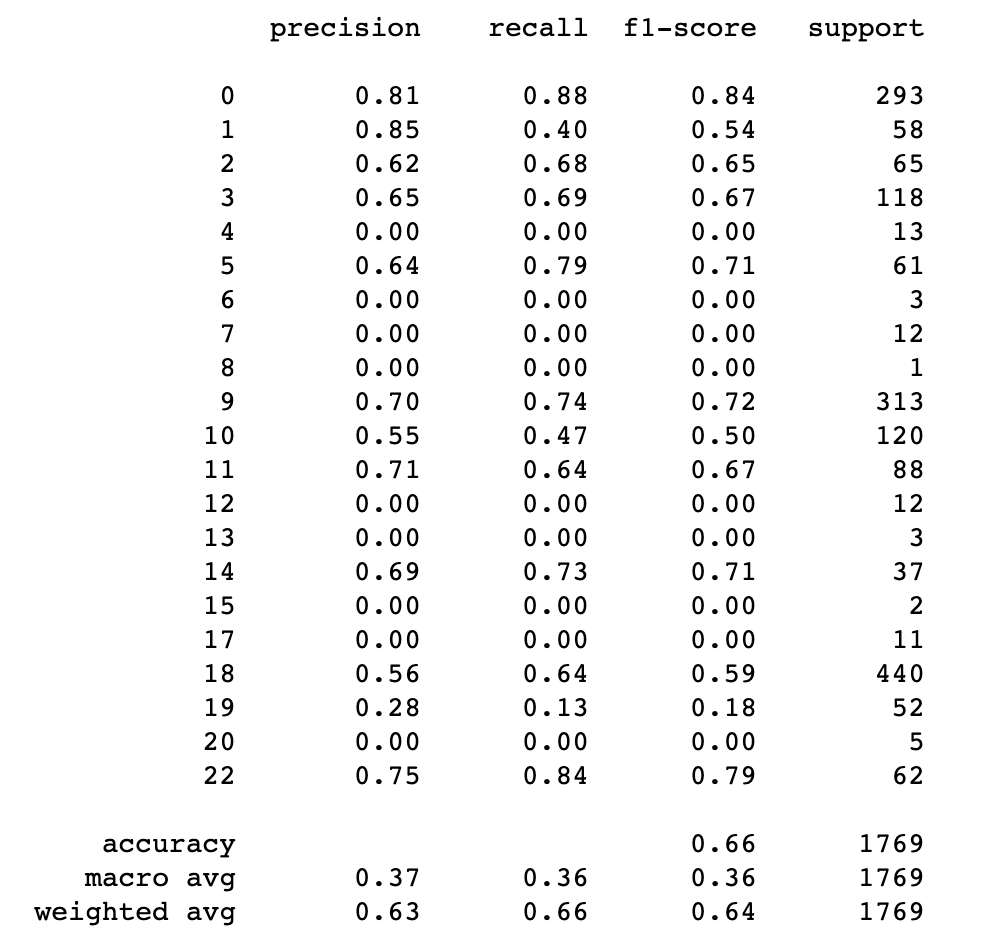 precision recall f1-score support
0 0.81 0.88 0.84 293
1 0.85 0.40 0.54 58
2 0.62 0.68 0.65 65
3 0.65 0.69 0.67 118
4 0.00 0.00 0.00 13
5 0.64 0.79 0.71 61
6 0.00 0.00 0.00 3
7 0.00 0.00 0.00 12
8 0.00 0.00 0.00 1
9 0.70 0.74 0.72 313
10 0.55 0.47 0.50 120
11 0.71 0.64 0.67 88
12 0.00 0.00 0.00 12
13 0.00 0.00 0.00 3
14 0.69 0.73 0.71 37
15 0.00 0.00 0.00 2
17 0.00 0.00 0.00 11
18 0.56 0.64 0.59 440
19 0.28 0.13 0.18 52
20 0.00 0.00 0.00 5
22 0.75 0.84 0.79 62
accuracy 0.66 1769
macro avg 0.37 0.36 0.36 1769
weighted avg 0.63 0.66 0.64 1769